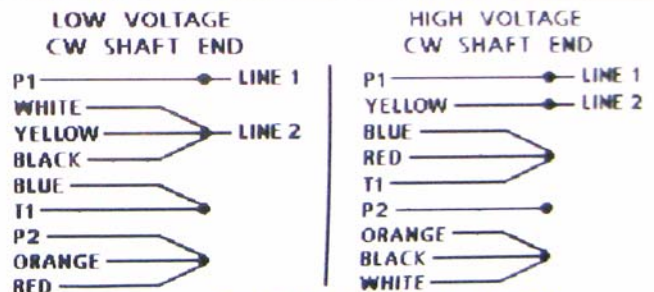 LOW VOLTAGE
CW SHAFT END
P1 LINE 1
WHITE
YELLOW LINE 2
BLACK
BLUE
T1
P2
ORANGE
RED
HIGH VOLTAGE
CW SHAFT END
P1 LINE 1
YELLOW LINE 2
BLUE
RED
T1
P2
ORANGE
BLACK
WHITE